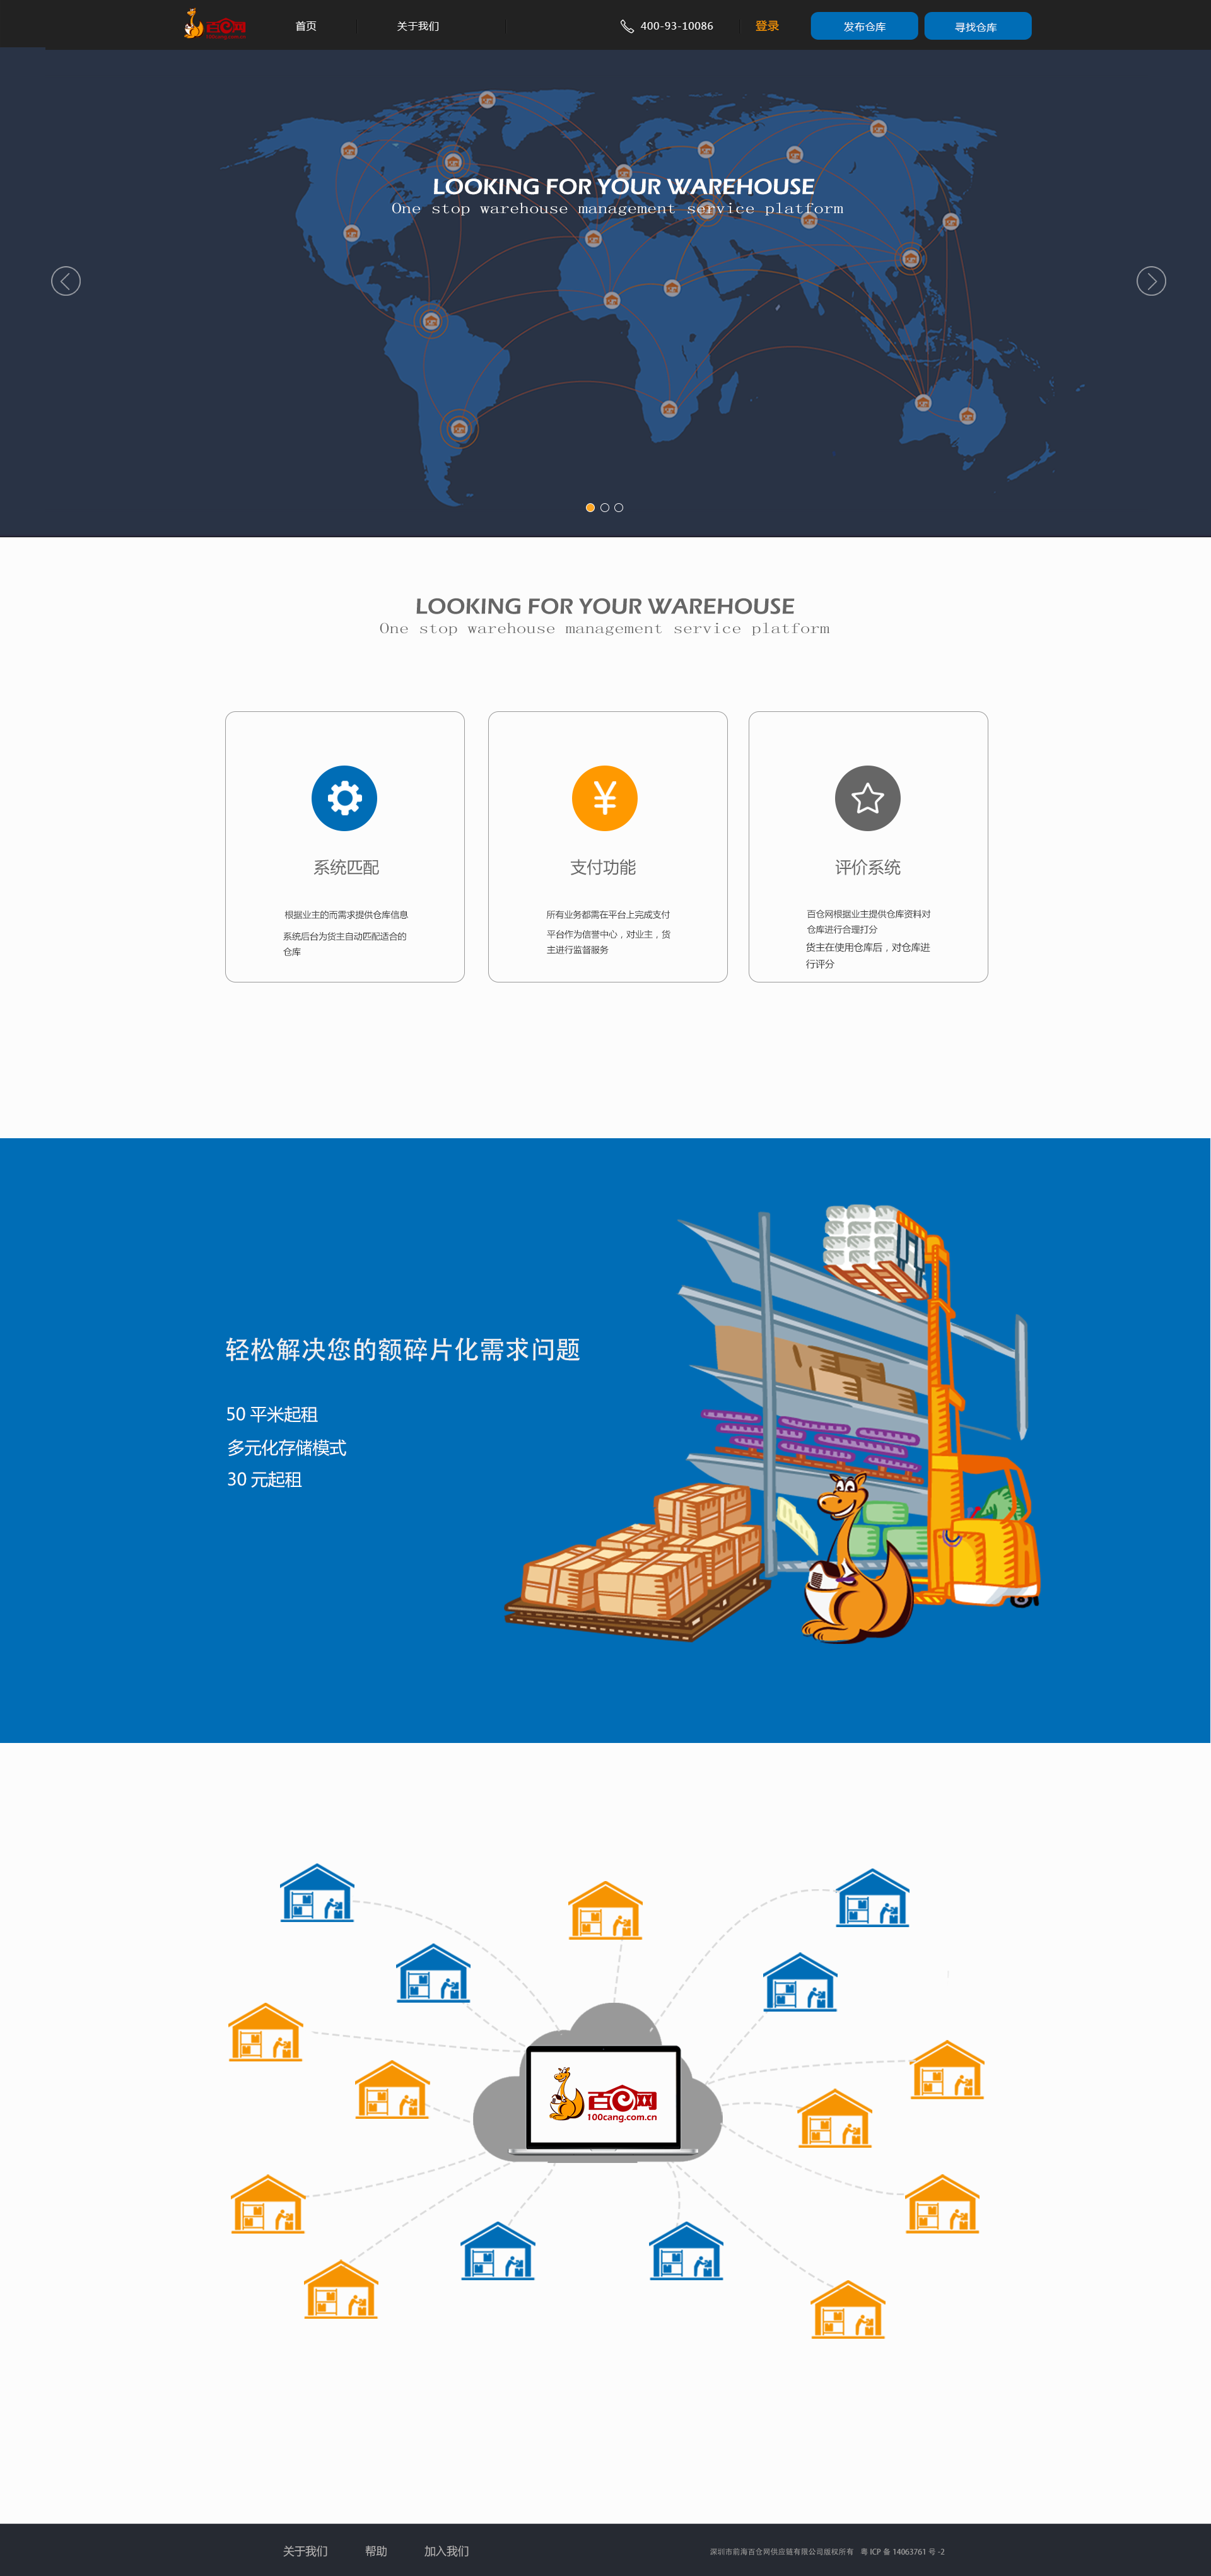 百e网
首页
关于我们
400-93-10086
登录
发布仓库
寻找仓库
LOOKING FOR YOUR WAREHOUSE
One stop warehouse management service platform
LOOKING FOR YOUR WAREHOUSE
One stop warehouse management service platform
系统匹配
根据业主的而需求提供仓库信息
系统后台为货主自动匹配适合的
仓库
支付功能
所有业务都需在平台上完成支付
平台作为信誉中心，对业主，货
主进行监督服务
评价系统
百仓网根据业主提供仓库资料对
仓库进行合理打分
货主在使用仓库后，对仓库进
行评分
轻松解决您的额碎片化需求问题
50 平米起租
多元化存储模式
30 元起租
百e网
100cang.com.cn
关于我们
帮助
加入我们
深圳市前海百仓网供应链有限公司版权所有 粤 ICP 备 14063761 号 -2